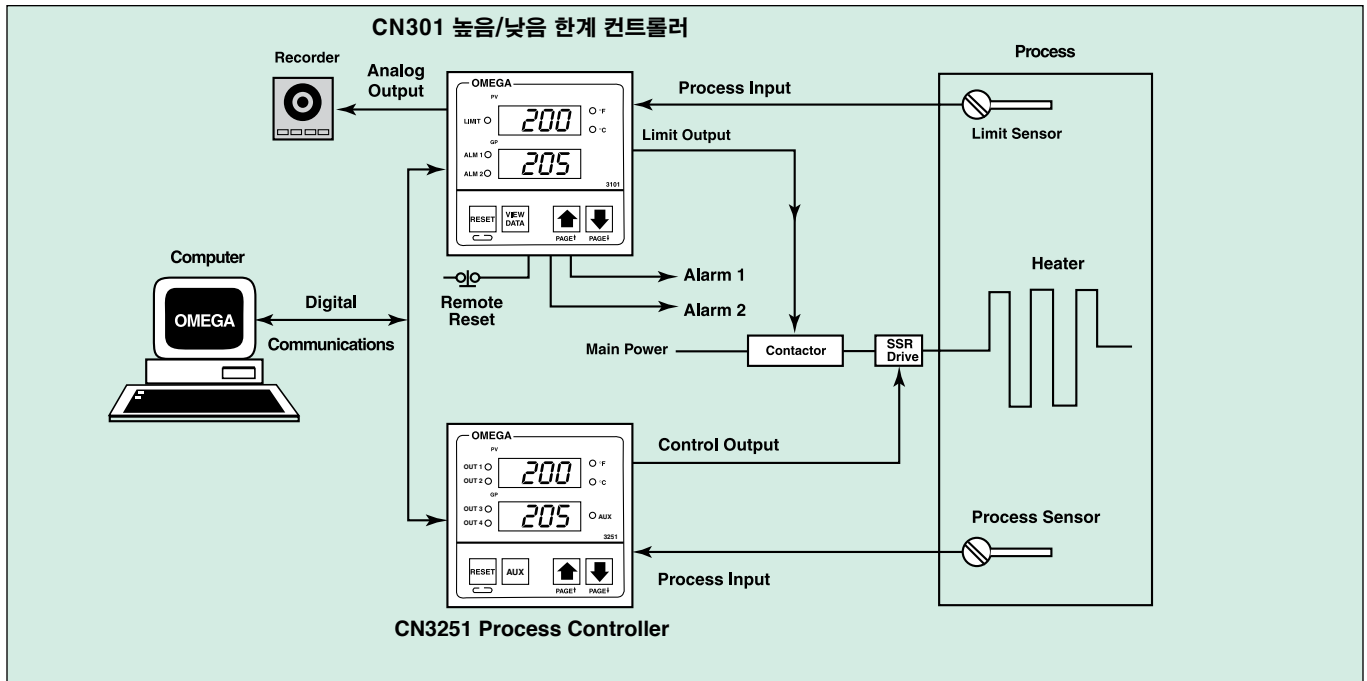 CN301 높음/낮음 한계 컨트롤러
Recorder
Analog
Output
OMEGA
PV
LIMIT
200
°F
°C
GP
ALM 1
ALM 2
205
3101
RESET
VIEW
DATA
PAGE
PAGE
Process Input
Limit Output
Process
Limit Sensor
Computer
OMEGA
Digital
Communications
Remote
Reset
Alarm 1
Alarm 2
Main Power
Contactor
SSR
Drive
Heater
OMEGA
PV
OUT 1
OUT 2
200
°F
°C
GP
OUT 3
OUT 4
205
AUX
3251
RESET
AUX
PAGE
PAGE
Control Output
Process Sensor
Process Input
CN3251 Process Controller